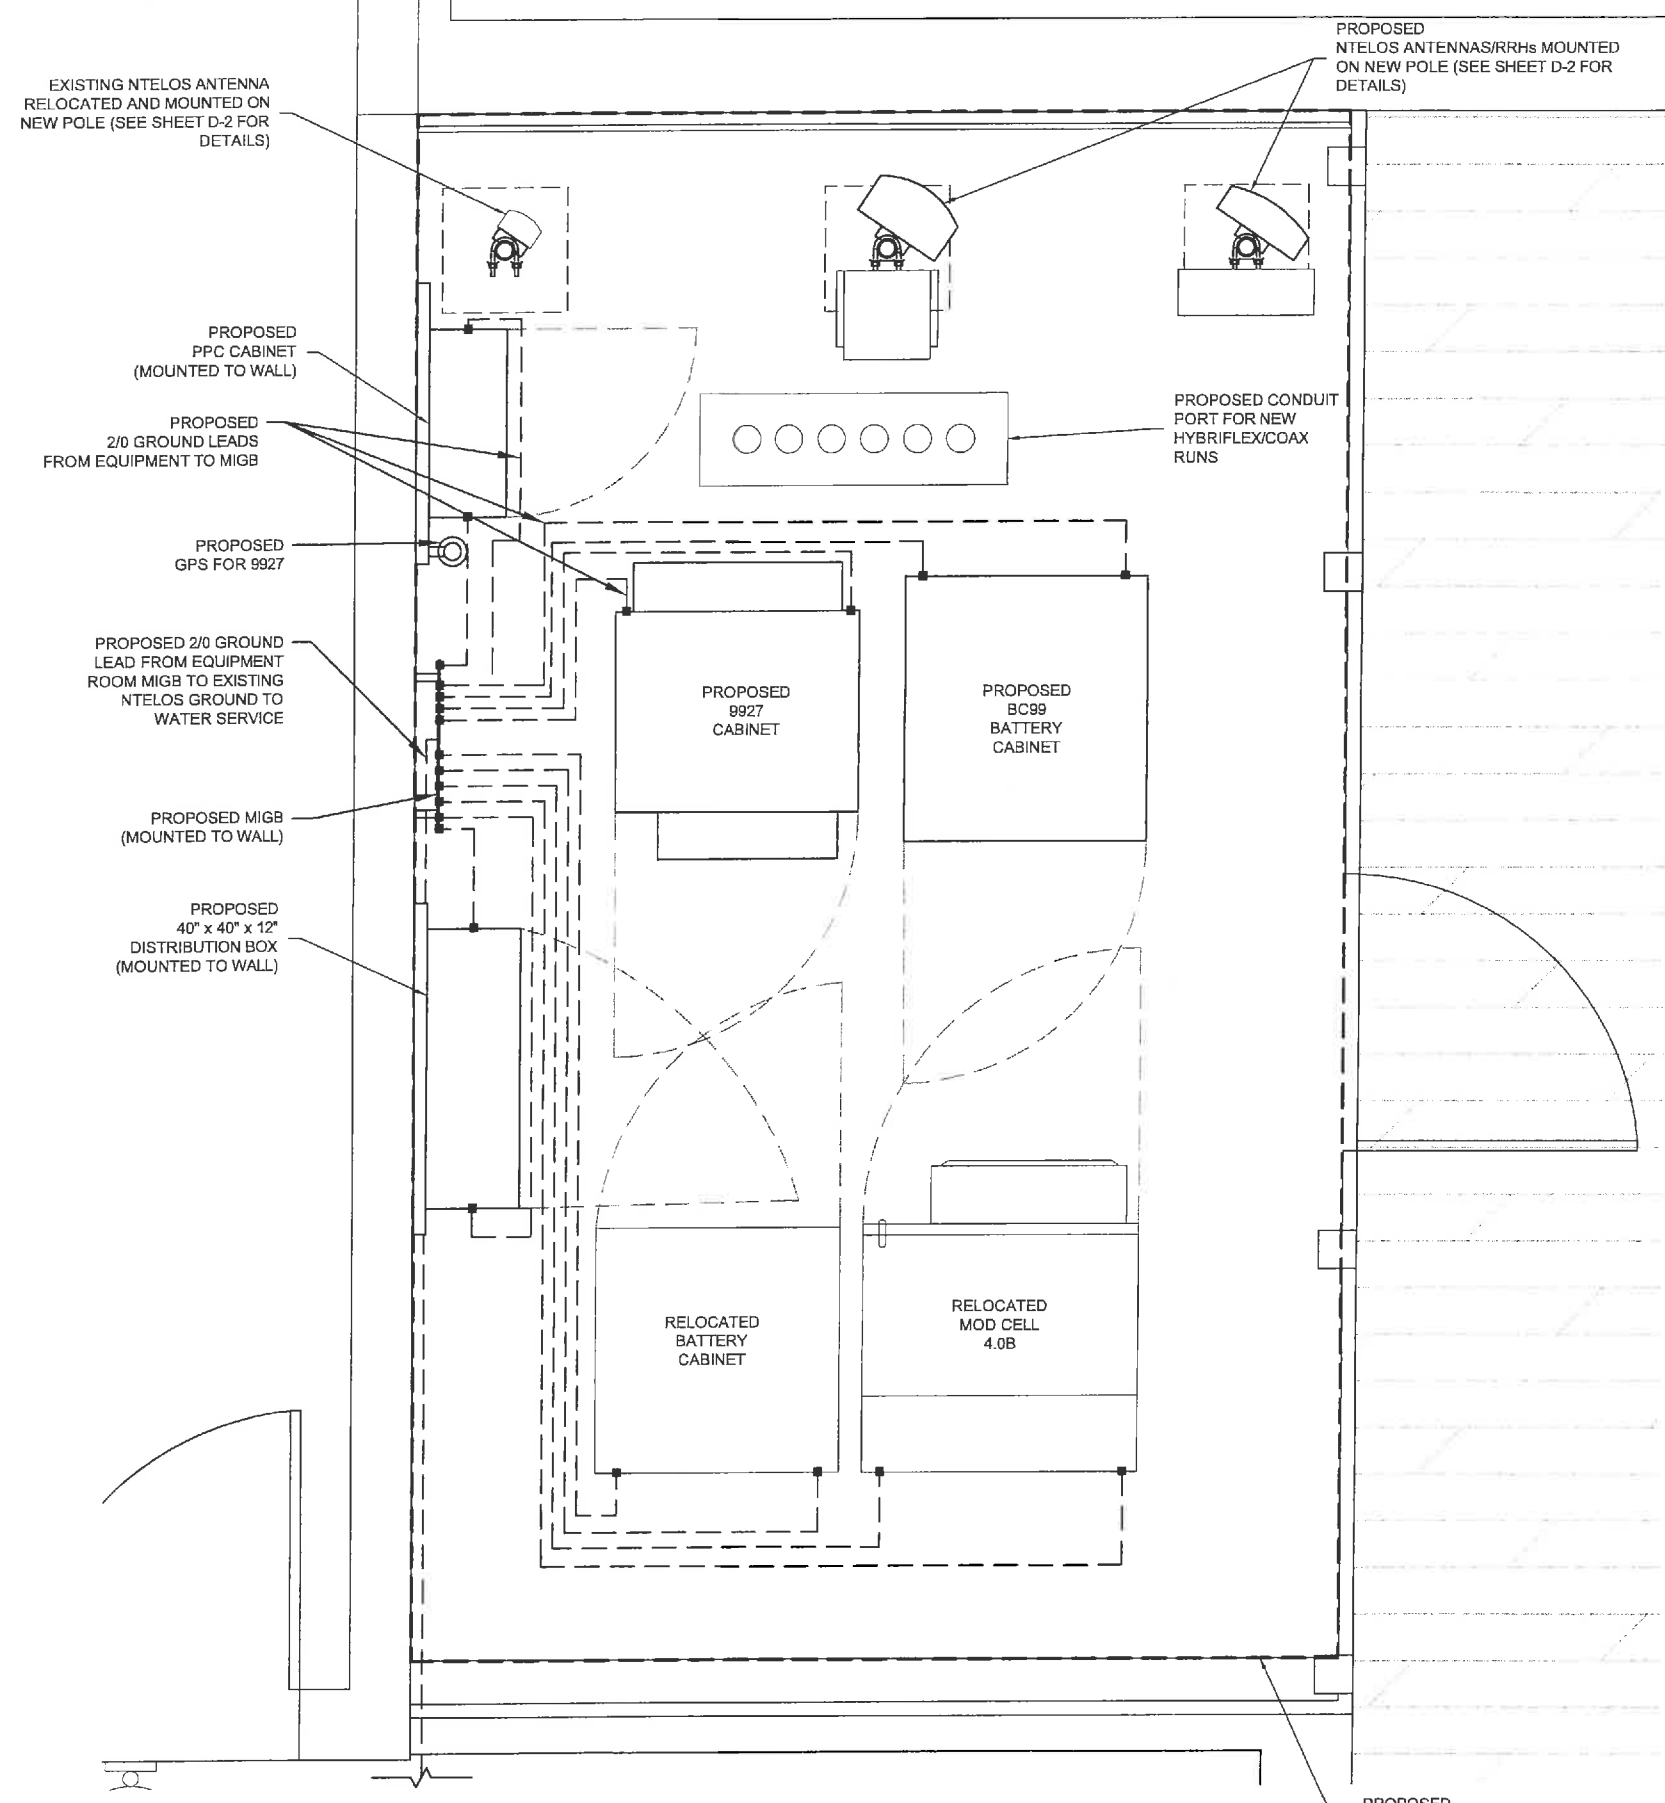 PROPOSED
NTELOS ANTENNAS/RRHs MOUNTED
ON NEW POLE (SEE SHEET D-2 FOR
DETAILS)
EXISTING NTELOS ANTENNA
RELOCATED AND MOUNTED ON
NEW POLE (SEE SHEET D-2 FOR
DETAILS)
PROPOSED
PPC CABINET
(MOUNTED TO WALL)
PROPOSED
2/0 GROUND LEADS
FROM EQUIPMENT TO MIGB
PROPOSED CONDUIT
PORT FOR NEW
HYBRIFLEX/COAX
RUNS
PROPOSED
GPS FOR 9927
PROPOSED 2/0 GROUND
LEAD FROM EQUIPMENT
ROOM MIGB TO EXISTING
NTELOS GROUND TO
WATER SERVICE
PROPOSED
9927
CABINET
PROPOSED
BC99
BATTERY
CABINET
PROPOSED MIGB
(MOUNTED TO WALL)
PROPOSED
40" x 40" x 12"
DISTRIBUTION BOX
(MOUNTED TO WALL)
RELOCATED
BATTERY
CABINET
RELOCATED
MOD CELL
4.0B
PROPOSED